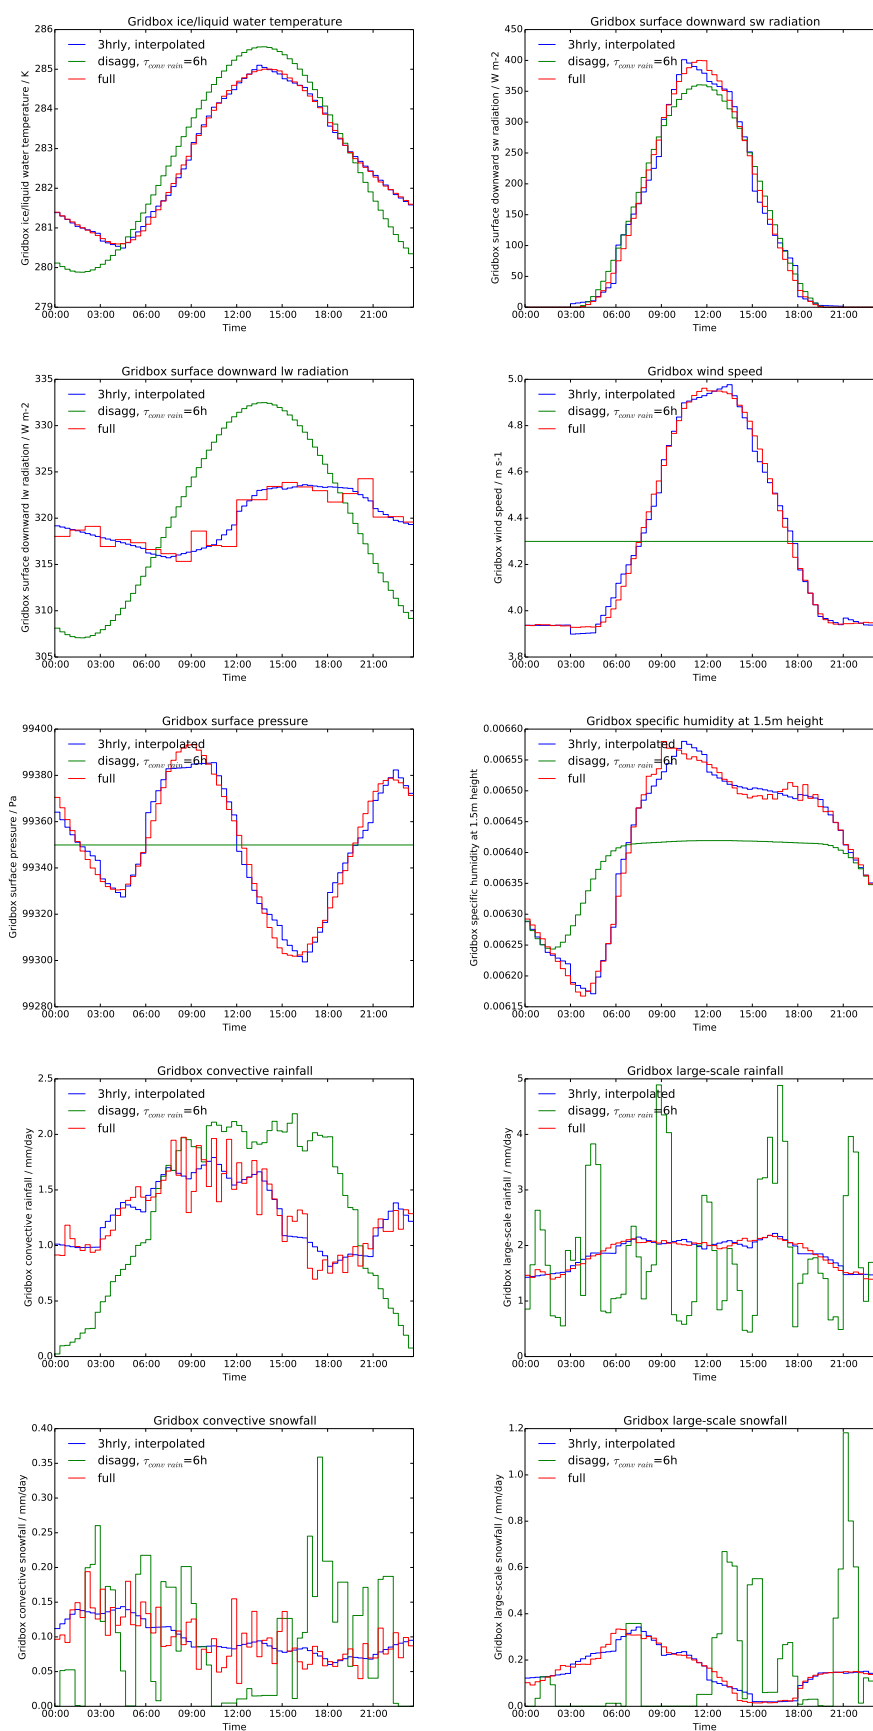 Gridbox ice/liquid water temperature
286
285
284
283
282
281
280
279
Gridbox ice/liquid water temperature / K
3hrly, interpolated
disagg, τconv rain=6h
full
00:00 03:00 06:00 09:00 12:00 15:00 18:00 21:00
Time
Gridbox surface downward sw radiation
450
400
350
300
250
200
150
100
50
0
Gridbox surface downward sw radiation / W m-2
3hrly, interpolated
disagg, τconv rain=6h
full
00:00 03:00 06:00 09:00 12:00 15:00 18:00 21:00
Time
Gridbox surface downward lw radiation
335
330
325
320
315
310
305
Gridbox surface downward lw radiation / W m-2
3hrly, interpolated
disagg, τconv rain=6h
full
00:00 03:00 06:00 09:00 12:00 15:00 18:00 21:00
Time
Gridbox wind speed
5.0
4.8
4.6
4.4
4.2
4.0
3.8
Gridbox wind speed / m s-1
3hrly, interpolated
disagg, τconv rain=6h
full
00:00 03:00 06:00 09:00 12:00 15:00 18:00 21:00
Time
Gridbox surface pressure
99400
99380
99360
99340
99320
99300
99280
Gridbox surface pressure / Pa
3hrly, interpolated
disagg, τconv rain=6h
full
00:00 03:00 06:00 09:00 12:00 15:00 18:00 21:00
Time
Gridbox specific humidity at 1.5m height
0.00660
0.00655
0.00650
0.00645
0.00640
0.00635
0.00630
0.00625
0.00620
0.00615
Gridbox specific humidity at 1.5m height
3hrly, interpolated
disagg, τconv rain=6h
full
00:00 03:00 06:00 09:00 12:00 15:00 18:00 21:00
Time
Gridbox convective rainfall
2.5
2.0
1.5
1.0
0.5
0.0
Gridbox convective rainfall / mm/day
3hrly, interpolated
disagg, τconv rain=6h
full
00:00 03:00 06:00 09:00 12:00 15:00 18:00 21:00
Time
Gridbox large-scale rainfall
5
4
3
2
1
0
Gridbox large-scale rainfall / mm/day
3hrly, interpolated
disagg, τconv rain=6h
full
00:00 03:00 06:00 09:00 12:00 15:00 18:00 21:00
Time
Gridbox convective snowfall
0.40
0.35
0.30
0.25
0.20
0.15
0.10
0.05
0.00
Gridbox convective snowfall / mm/day
3hrly, interpolated
disagg, τconv rain=6h
full
00:00 03:00 06:00 09:00 12:00 15:00 18:00 21:00
Time
Gridbox large-scale snowfall
1.2
1.0
0.8
0.6
0.4
0.2
0.0
Gridbox large-scale snowfall / mm/day
3hrly, interpolated
disagg, τconv rain=6h
full
00:00 03:00 06:00 09:00 12:00 15:00 18:00 21:00
Time